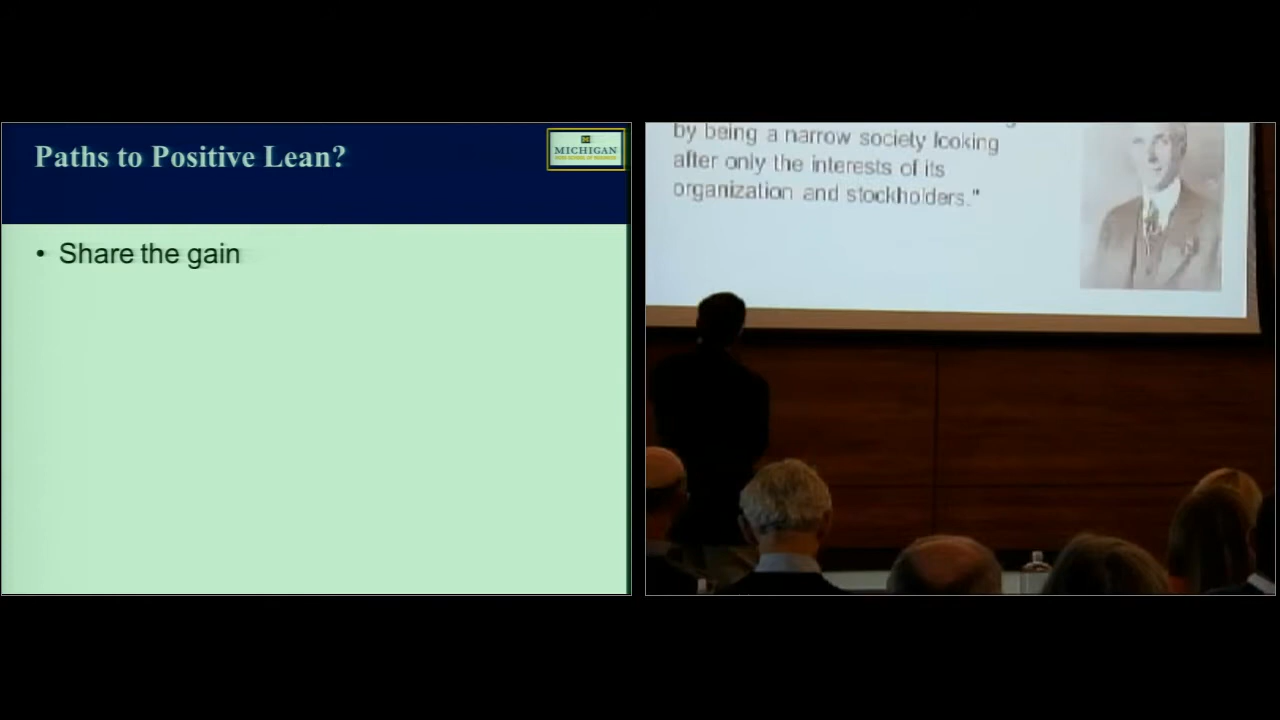 Paths to Positive Lean?
MICHIGAN
• Share the gain
by being a narrow society looking
after only the interests of its
organization and stockholders."